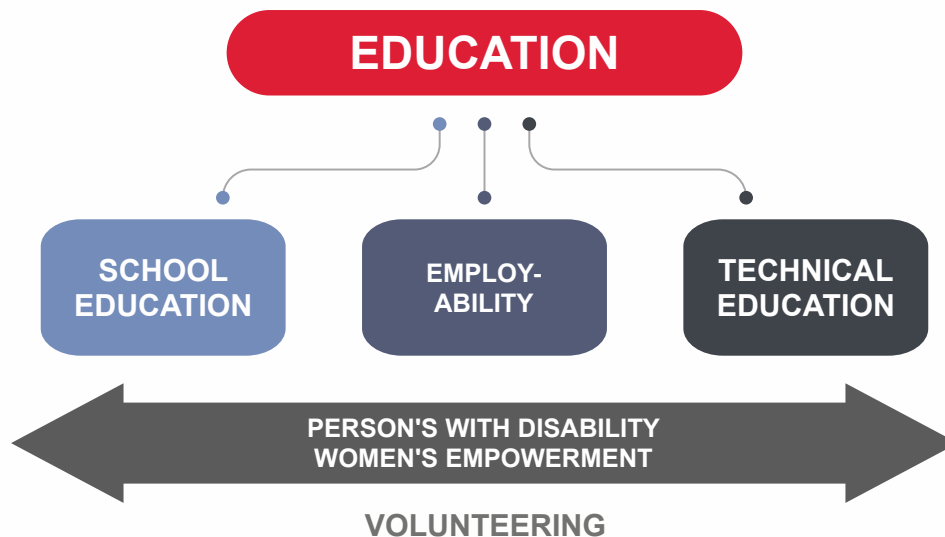 EDUCATION
SCHOOL
EDUCATION
EMPLOY-
ABILITY
TECHNICAL
EDUCATION
PERSON'S WITH DISABILITY
WOMEN'S EMPOWERMENT
VOLUNTEERING